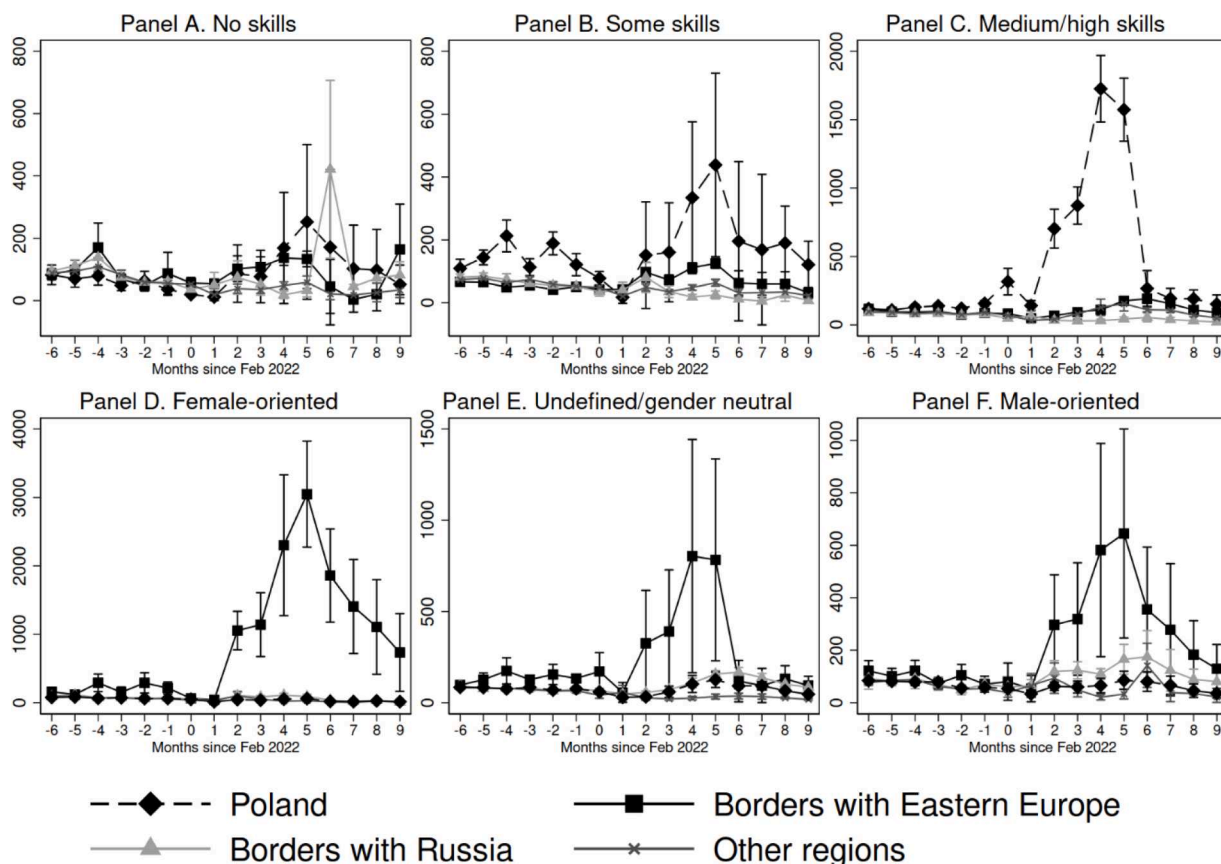 Panel A. No skills
Panel B. Some skills
Panel C. Medium/high skills
800
600
400
200
0
-6 -5 -4 -3 -2 -1 0 1 2 3 4 5 6 7 8 9
Months since Feb 2022
800
600
400
200
0
-6 -5 -4 -3 -2 -1 0 1 2 3 4 5 6 7 8 9
Months since Feb 2022
2000
1500
1000
500
0
-6 -5 -4 -3 -2 -1 0 1 2 3 4 5 6 7 8 9
Months since Feb 2022
Panel D. Female-oriented
Panel E. Undefined/gender neutral
Panel F. Male-oriented
4000
3000
2000
1000
0
-6 -5 -4 -3 -2 -1 0 1 2 3 4 5 6 7 8 9
Months since Feb 2022
1500
1000
500
0
-6 -5 -4 -3 -2 -1 0 1 2 3 4 5 6 7 8 9
Months since Feb 2022
1000
800
600
400
200
0
-6 -5 -4 -3 -2 -1 0 1 2 3 4 5 6 7 8 9
Months since Feb 2022
Poland
Borders with Eastern Europe
Borders with Russia
Other regions